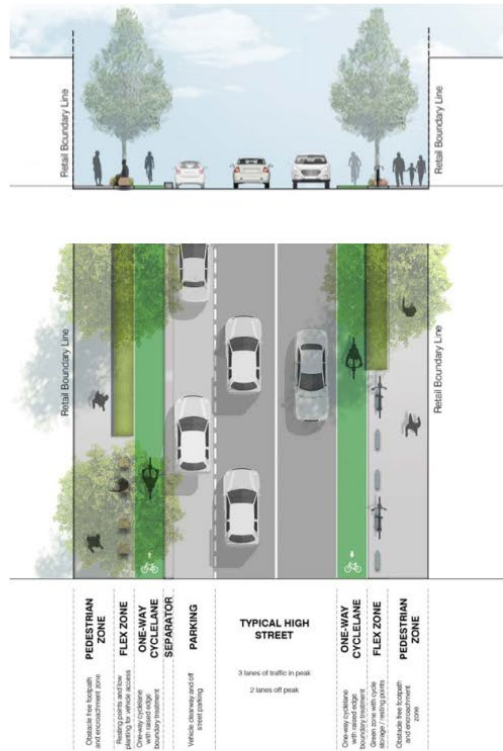 Retail Boundary Line
Retail Boundary Line
Retail Boundary Line
Retail Boundary Line
PEDESTRIAN
ZONE
Obstacle free footpath
and encroachment zone
FLEX ZONE
Resting points and low
planting for vehicle access
ONE-WAY
CYCLELANE
One-way cyclelane
with raised edge
boundary treatment
SEPARATOR
PARKING
Vehicle clearway and off
street parking
TYPICAL HIGH
STREET
3 lanes of traffic in peak
2 lanes off peak
ONE-WAY
CYCLELANE
One-way cyclelane
with raised edge
boundary treatment
FLEX ZONE
Green zone with cycle
storage / resting points
PEDESTRIAN
ZONE
Obstacle free footpath
and encroachment
zone